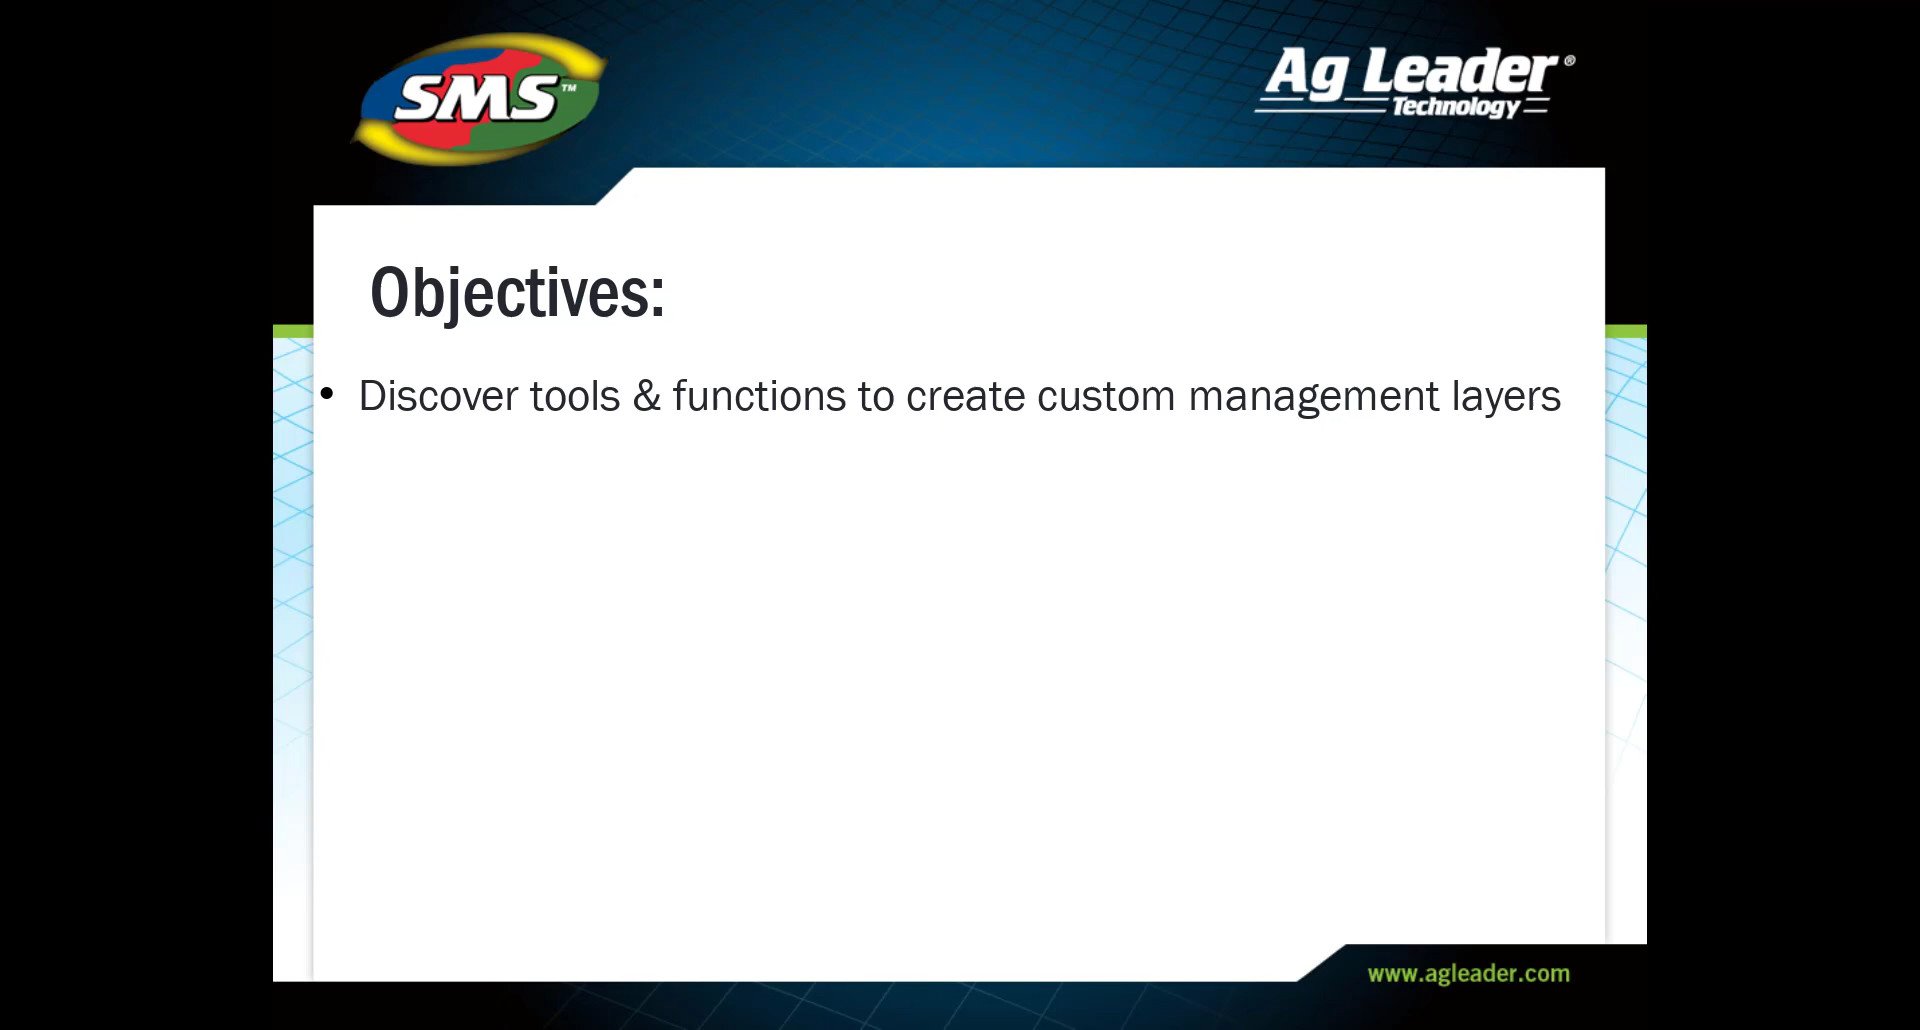 SMS™
Ag Leader®
Technology
Objectives:
• Discover tools & functions to create custom management layers
www.agleader.com